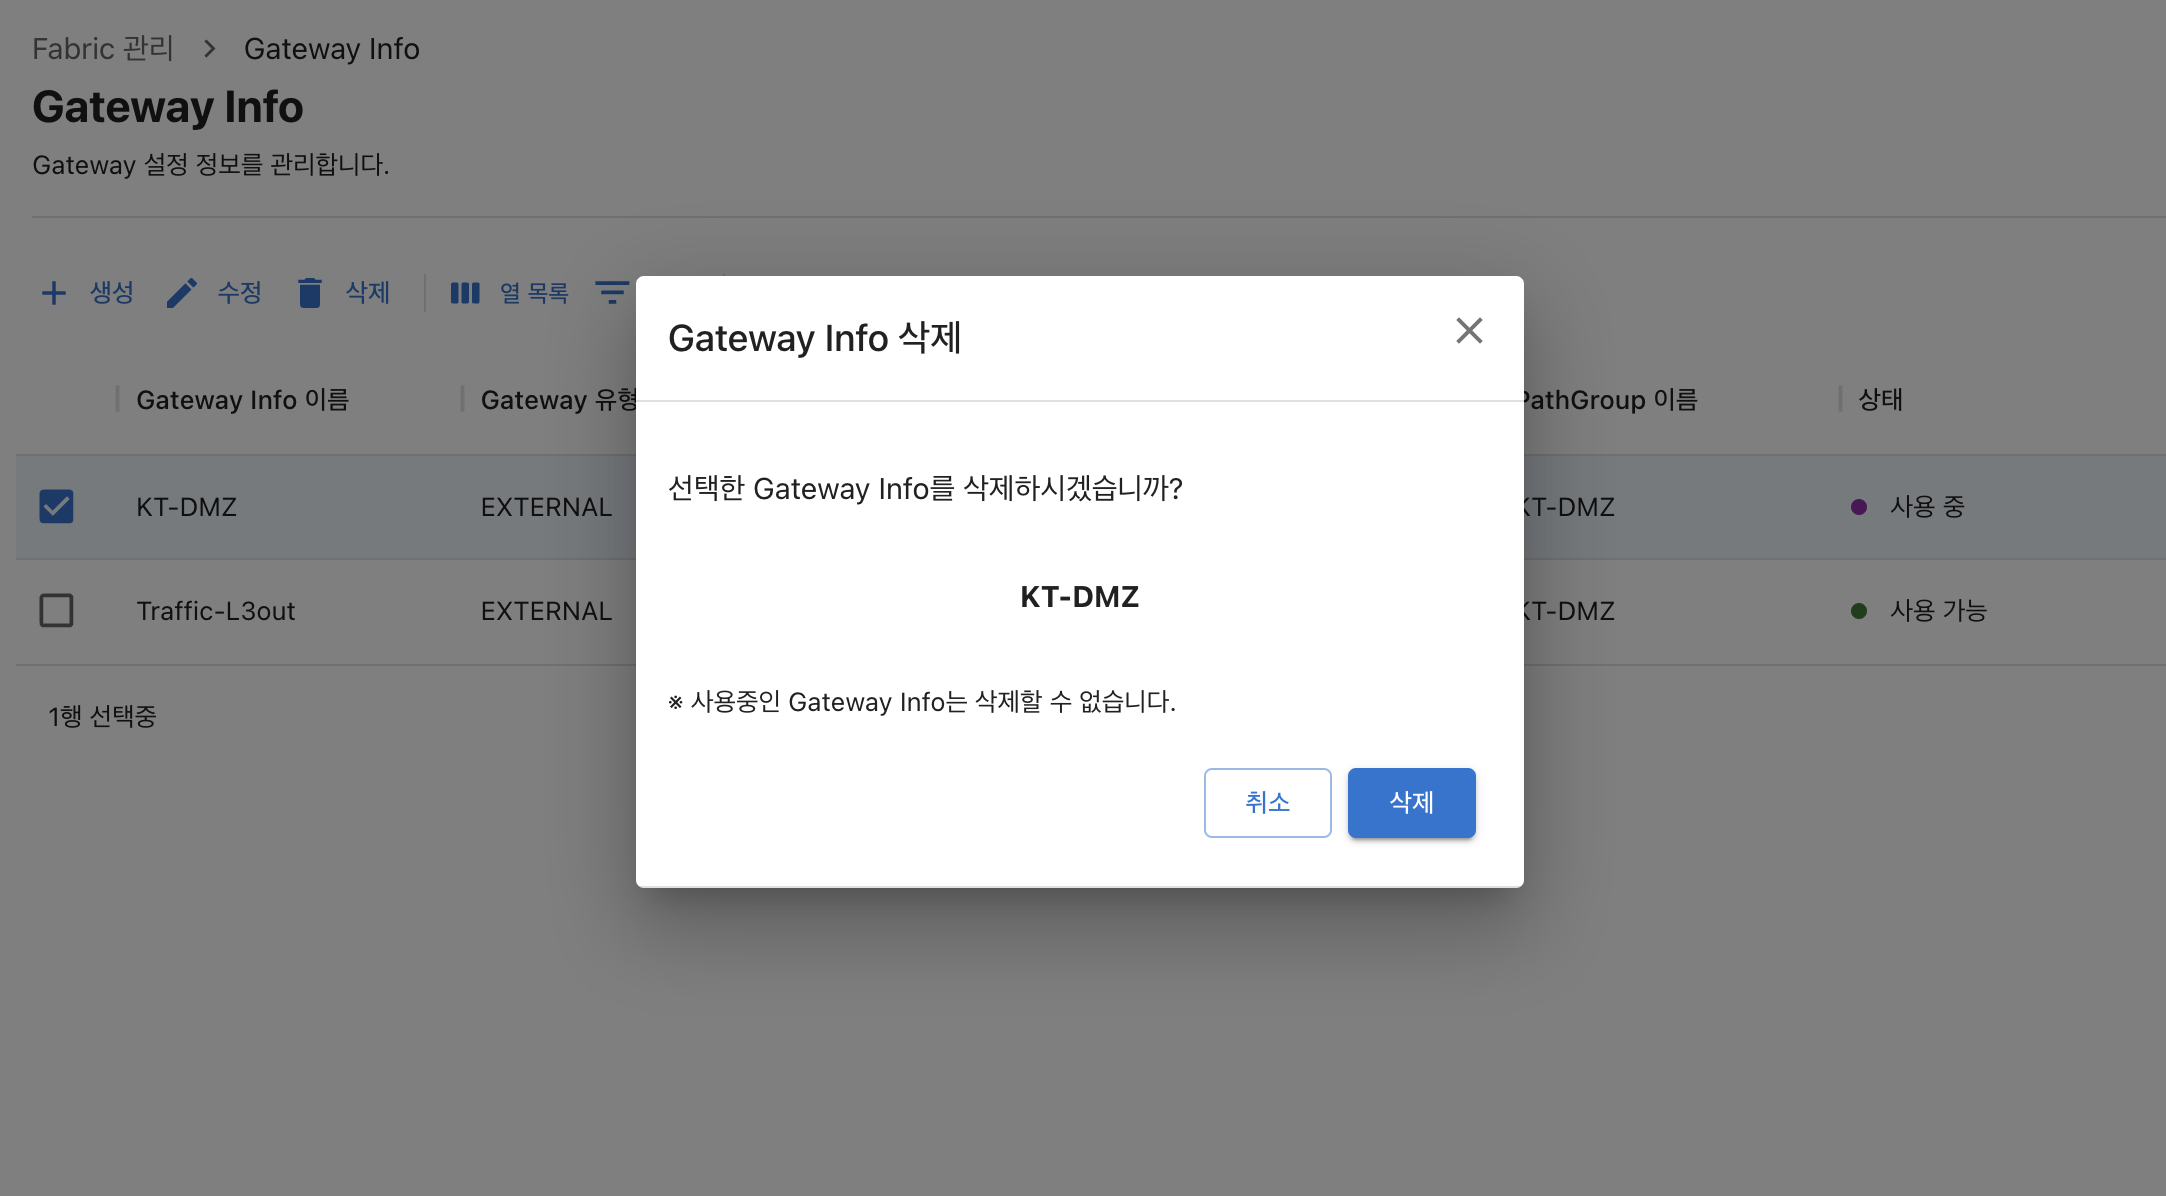 Fabric 관리 > Gateway Info
Gateway Info
Gateway 설정 정보를 관리합니다.
생성 수정 삭제 열 목록
Gateway Info 삭제
Gateway Info 이름 Gateway 유형 PathGroup 이름 상태
선택한 Gateway Info를 삭제하시겠습니까?
KT-DMZ EXTERNAL KT-DMZ 사용 중
KT-DMZ
Traffic-L3out EXTERNAL KT-DMZ 사용 가능
※ 사용중인 Gateway Info는 삭제할 수 없습니다.
1행 선택중
취소 삭제